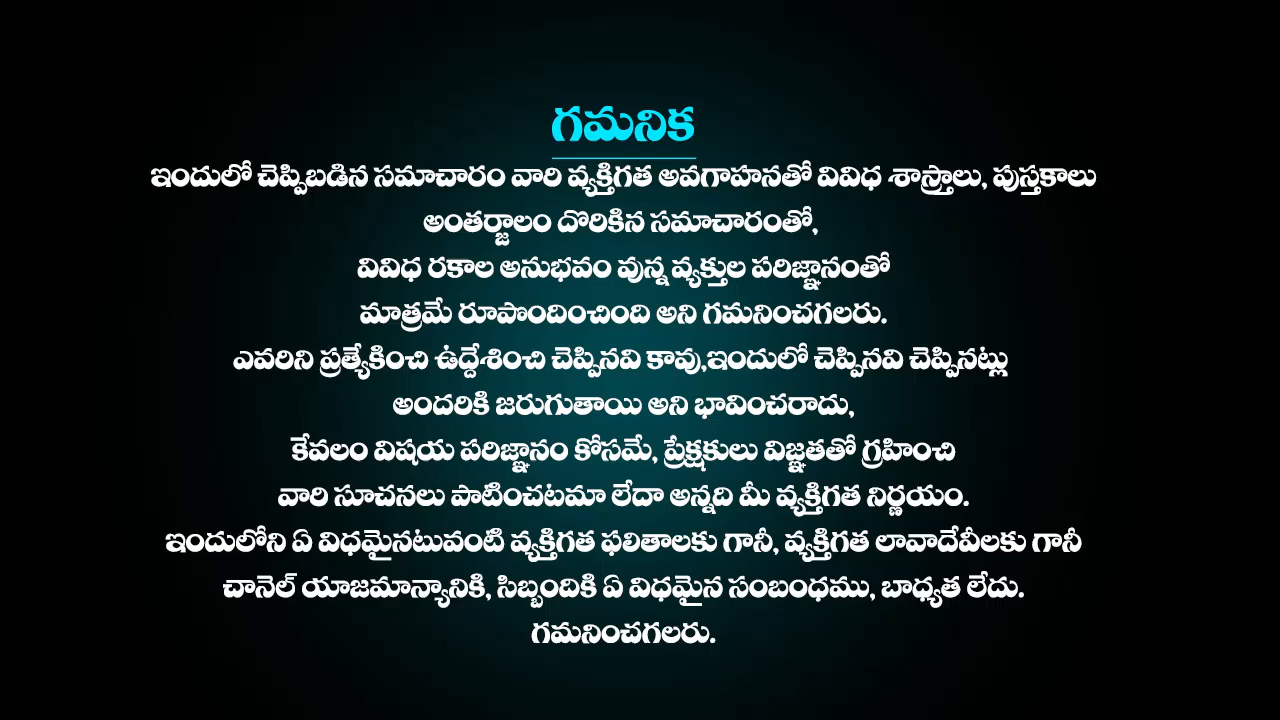 గమనిక
ఇందులో చెప్పిబడిన సమాచారం వారి వ్యక్తిగత అవగాహనతో వివిధ శాస్త్రాలు, పుస్తకాలు
అంతర్జాలం దొరికిన సమాచారంతో,
వివిధ రకాల అనుభవం వున్న వ్యక్తుల పరిజ్ఞానంతో
మాత్రమే రూపొందించింది అని గమనించగలరు.
ఎవరిని ప్రత్యేకించి ఉద్దేశించి చెప్పినవి కావు,ఇందులో చెప్పినవి చెప్పినట్లు
అందరికి జరుగుతాయి అని భావించరాదు,
కేవలం విషయ పరిజ్ఞానం కోసమే, ప్రేక్షకులు విజ్ఞతతో గ్రహించి
వారి సూచనలు పాటించటమా లేదా అన్నది మీ వ్యక్తిగత నిర్ణయం.
ఇందులోని ఏ విధమైనటువంటి వ్యక్తిగత ఫలితాలకు గానీ, వ్యక్తిగత లావాదేవీలకు గానీ
చానెల్ యాజమాన్యానికి, సిబ్బందికి ఏ విధమైన సంబంధము, బాధ్యత లేదు.
గమనించగలరు.